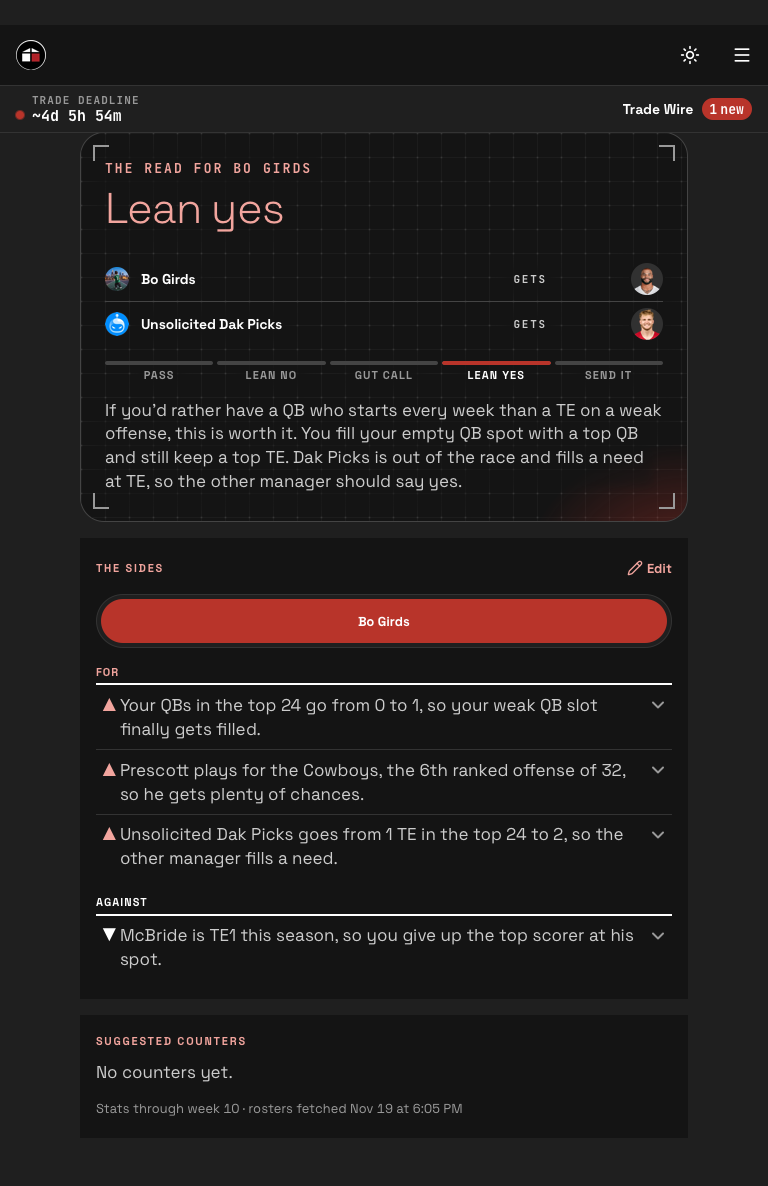 TRADE DEADLINE
~4d 5h 54m
Trade Wire 1 new
THE READ FOR BO GIRDS
Lean yes
Bo Girds GETS
Unsolicited Dak Picks GETS
PASS LEAN NO GUT CALL LEAN YES SEND IT
If you'd rather have a QB who starts every week than a TE on a weak
offense, this is worth it. You fill your empty QB spot with a top QB
and still keep a top TE. Dak Picks is out of the race and fills a need
at TE, so the other manager should say yes.
THE SIDES
Edit
Bo Girds
FOR
Your QBs in the top 24 go from 0 to 1, so your weak QB slot
finally gets filled.
Prescott plays for the Cowboys, the 6th ranked offense of 32,
so he gets plenty of chances.
Unsolicited Dak Picks goes from 1 TE in the top 24 to 2, so the
other manager fills a need.
AGAINST
McBride is TE1 this season, so you give up the top scorer at his
spot.
SUGGESTED COUNTERS
No counters yet.
Stats through week 10 · rosters fetched Nov 19 at 6:05 PM